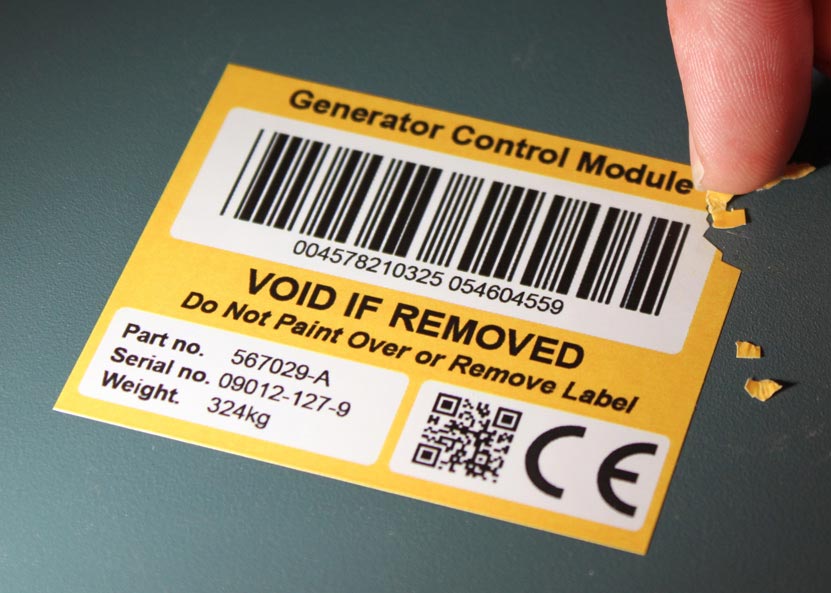 Generator Control Module
004578210325 054604559
VOID IF REMOVED
Do Not Paint Over or Remove Label
Part no. 567029-A
Serial no. 09012-127-9
Weight. 324kg
CE